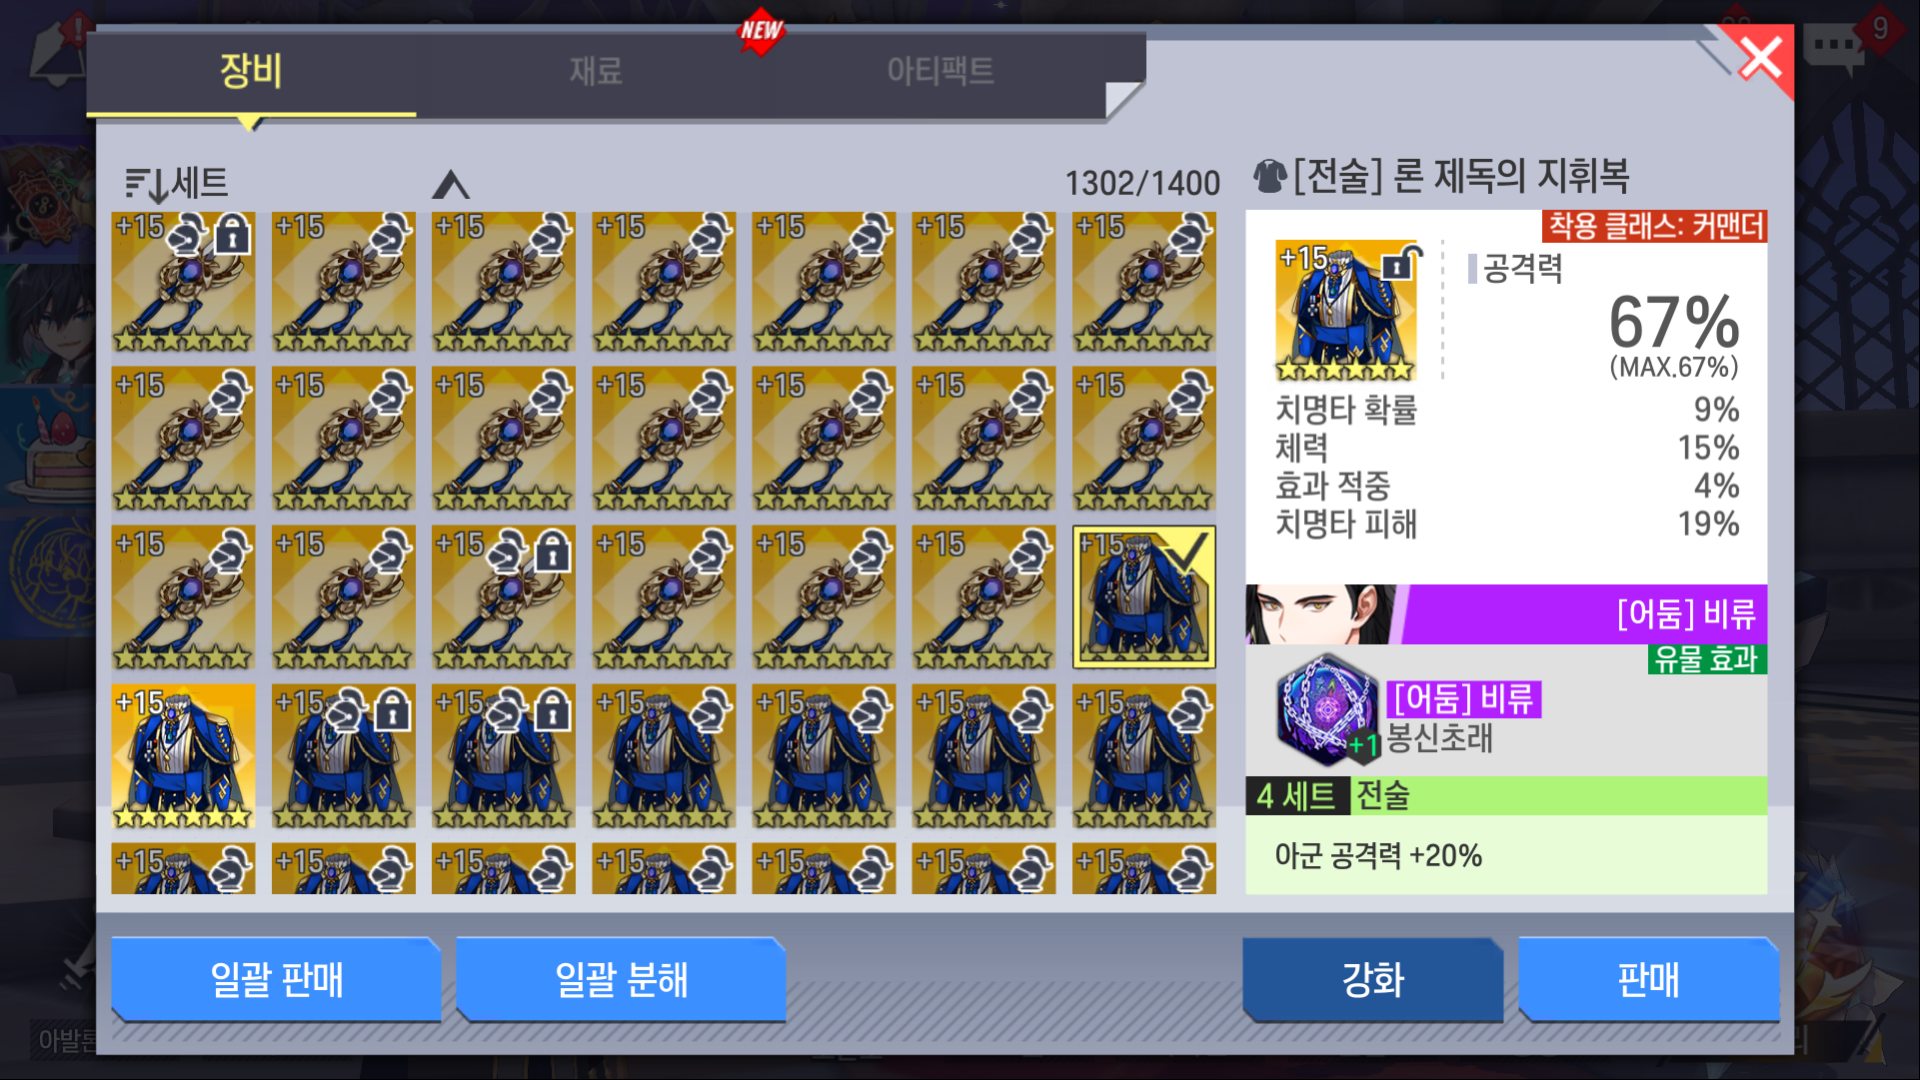 장비
재료
NEW
아티팩트
9
세트
1302/1400
[전술] 론 제독의 지휘복
+15 +15 +15 +15 +15 +15 +15
+15 +15 +15 +15 +15 +15 +15
+15 +15 +15 +15 +15 +15 +15
+15 +15 +15 +15 +15 +15 +15
+15 +15 +15 +15 +15 +15 +15
착용 클래스: 커맨더
+15
공격력
67%
(MAX.67%)
치명타 확률 9%
체력 15%
효과 적중 4%
치명타 피해 19%
[어둠] 비류
유물 효과
[어둠] 비류
+1 봉신초래
4 세트 전술
아군 공격력 +20%
일괄 판매
일괄 분해
강화
판매
아발론